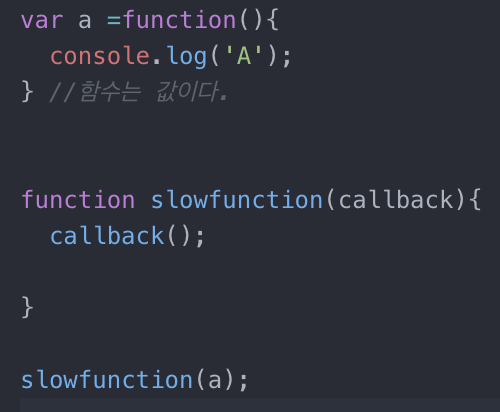 var a =function(){
  console.log('A');
} //함수는 값이다.
function slowfunction(callback){
  callback();
}
slowfunction(a);